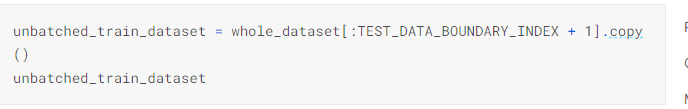 unbatched_train_dataset = whole_dataset[:TEST_DATA_BOUNDARY_INDEX + 1].copy
()
unbatched_train_dataset